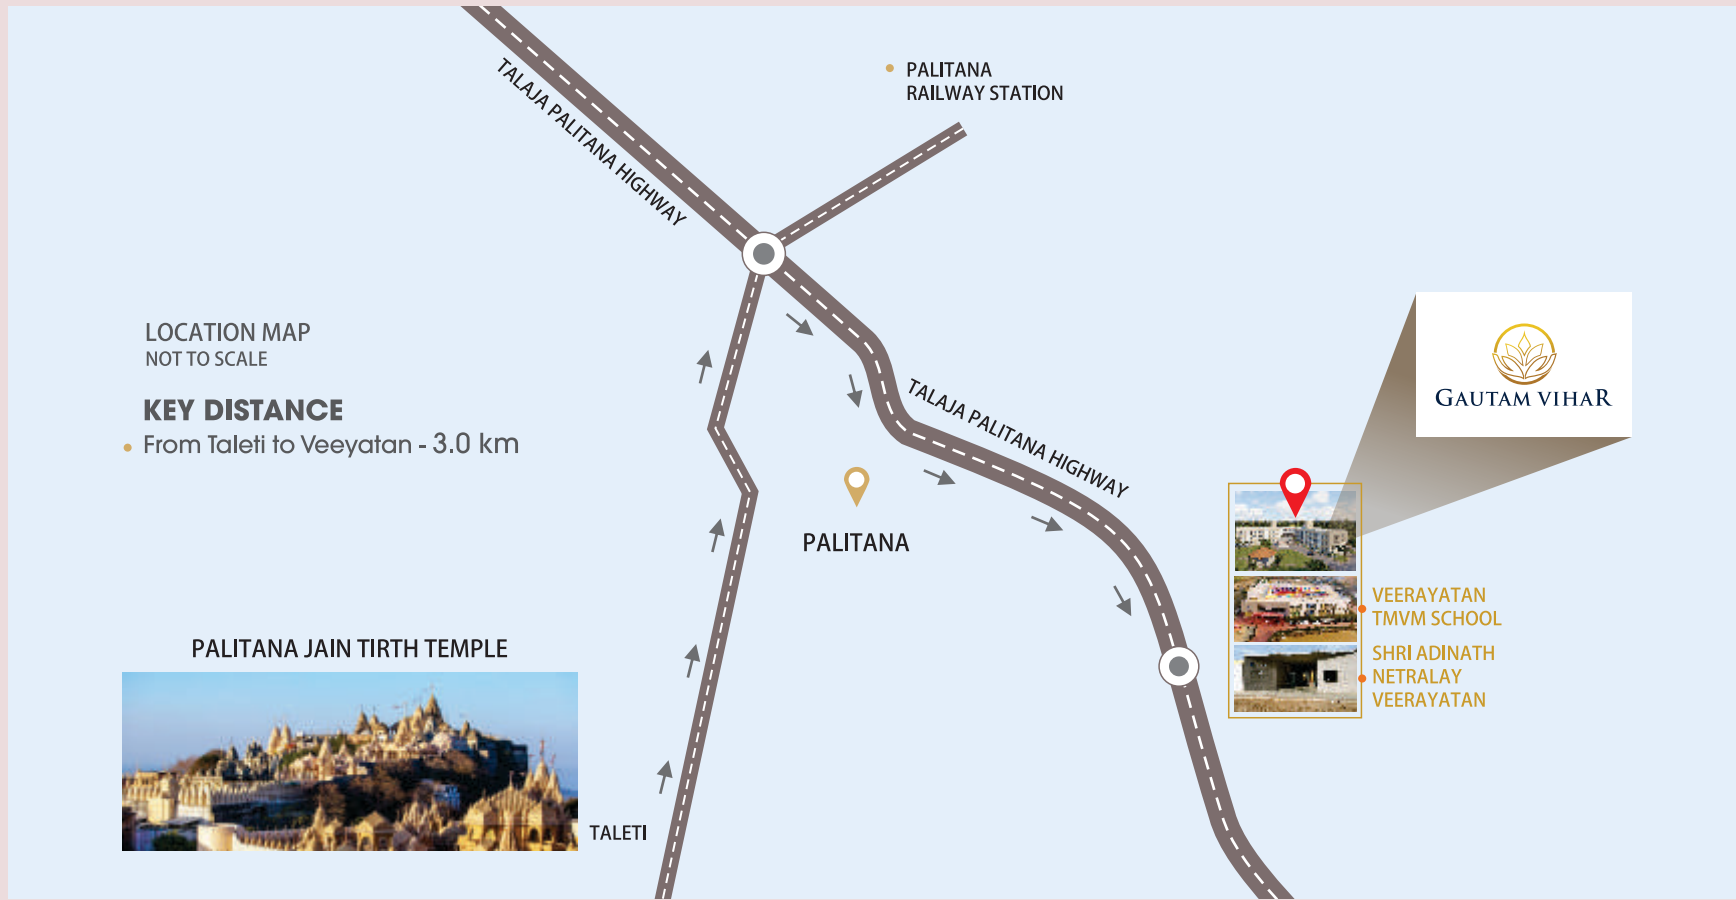 PALITANA
RAILWAY STATION
TALAJA PALITANA HIGHWAY
LOCATION MAP
NOT TO SCALE
KEY DISTANCE
From Taleti to Veeyatan - 3.0 km
TALAJA PALITANA HIGHWAY
GAUTAM VIHAR
PALITANA
VEERAYATAN
TMVM SCHOOL
SHRI ADINATH
NETRALAY
VEERAYATAN
PALITANA JAIN TIRTH TEMPLE
TALETI